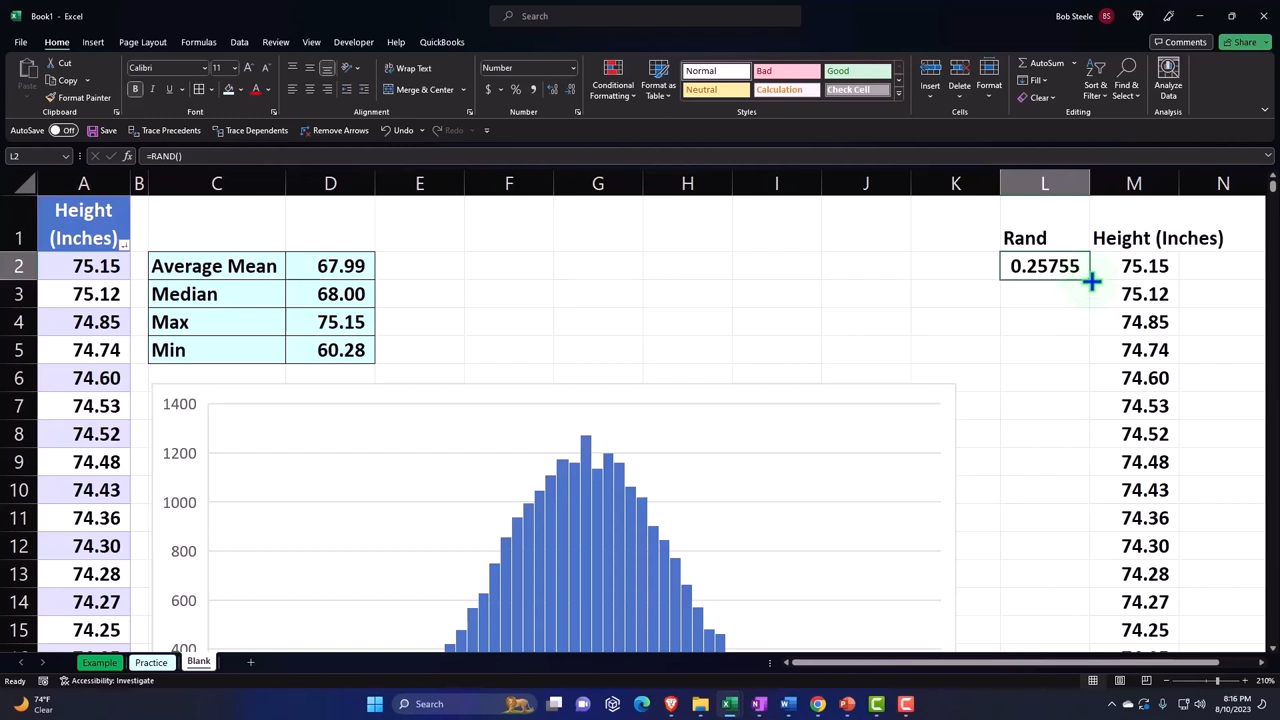 Book1 - Excel
Search
Bob Steele
BS
File Home Insert Page Layout Formulas Data Review View Developer Help QuickBooks
Comments
Share
Cut
Copy
Paste
Format Painter
Clipboard
Calibri
11
Font
Wrap Text
Merge & Center
Alignment
Number
Number
Conditional Formatting
Format as Table
Normal Bad Good
Neutral Calculation Check Cell
Styles
Insert Delete Format
Cells
AutoSum
Fill
Clear
Sort & Filter
Find & Select
Editing
Analyze Data
Analysis
AutoSave Off Save Trace Precedents Trace Dependents Remove Arrows Undo Redo
L2
fx
=RAND()
A B C D E F G H I J K L M N
1 Height (Inches) Rand Height (Inches)
2 75.15 Average Mean 67.99 0.25755 75.15
3 75.12 Median 68.00 75.12
4 74.85 Max 75.15 74.85
5 74.74 Min 60.28 74.74
6 74.60 74.60
7 74.53 74.53
8 74.52 74.52
9 74.48 74.48
10 74.43 74.43
11 74.36 74.36
12 74.30 74.30
13 74.28 74.28
14 74.27 74.27
15 74.25 74.25
1400
1200
1000
800
600
400
Example Practice Blank
Ready
Accessibility: Investigate
210%
74°F
Clear
Search
8:16 PM
8/10/2023